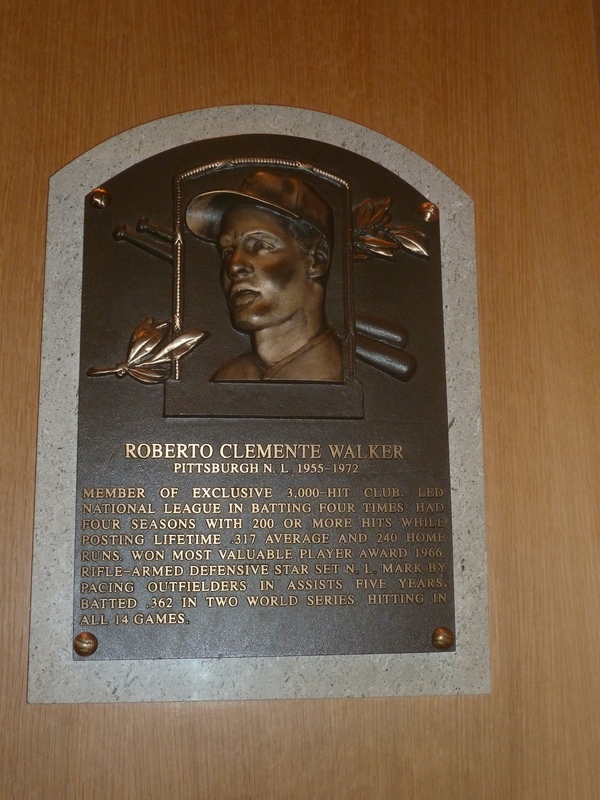 ROBERTO CLEMENTE WALKER
PITTSBURGH N. L. 1955–1972
MEMBER OF EXCLUSIVE 3,000-HIT CLUB. LED
NATIONAL LEAGUE IN BATTING FOUR TIMES. HAD
FOUR SEASONS WITH 200 OR MORE HITS WHILE
POSTING LIFETIME .317 AVERAGE AND 240 HOME
RUNS. WON MOST VALUABLE PLAYER AWARD 1966.
RIFLE-ARMED DEFENSIVE STAR SET N. L. MARK BY
PACING OUTFIELDERS IN ASSISTS FIVE YEARS.
BATTED .362 IN TWO WORLD SERIES, HITTING IN
ALL 14 GAMES.